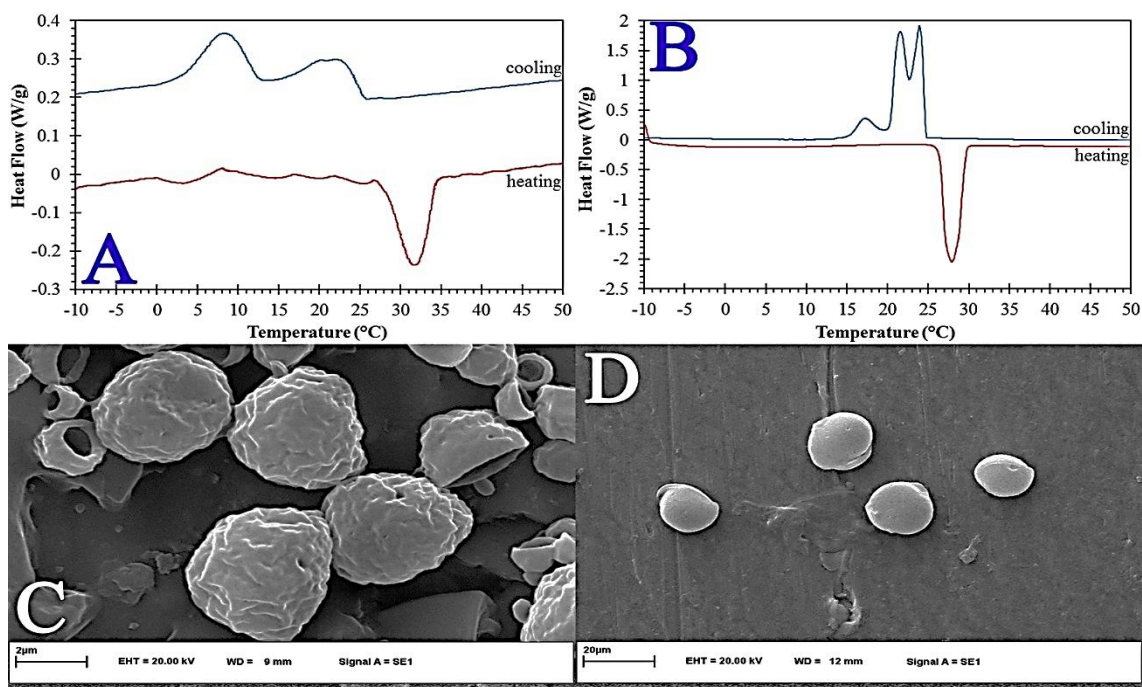 A
0.4
0.3
0.2
0.1
0
-0.1
-0.2
-0.3
Heat Flow (W/g)
cooling
heating
-10 -5 0 5 10 15 20 25 30 35 40 45 50
Temperature (°C)
B
2
1.5
1
0.5
0
-0.5
-1
-1.5
-2
-2.5
Heat Flow (W/g)
cooling
heating
-10 -5 0 5 10 15 20 25 30 35 40 45 50
Temperature (°C)
C
2µm
EHT = 20.00 kV WD = 9 mm Signal A = SE1
D
20µm
EHT = 20.00 kV WD = 12 mm Signal A = SE1